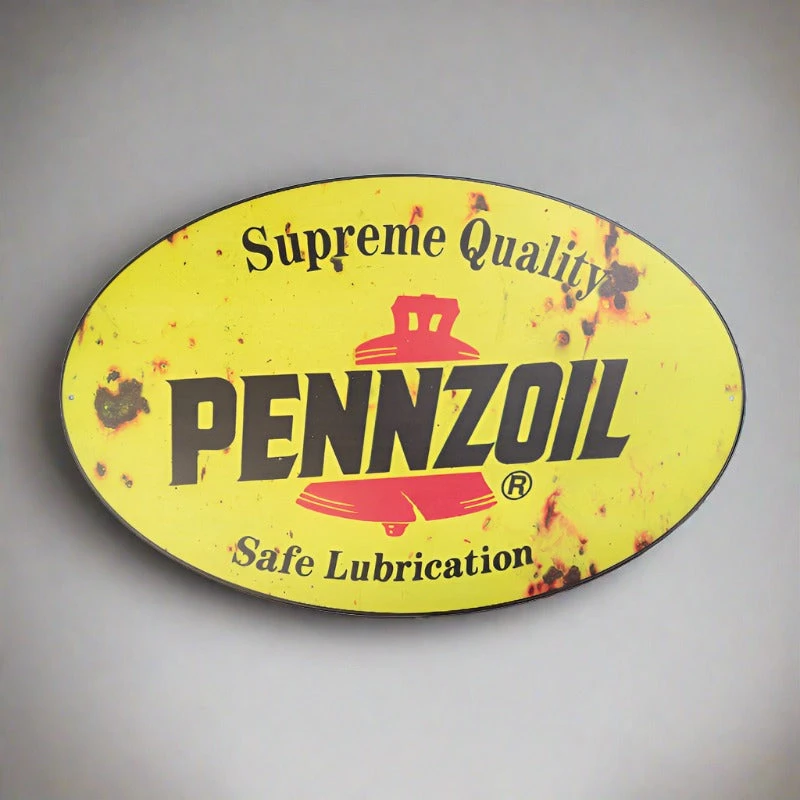 Supreme Quality
PENNZOIL
®
Safe Lubrication